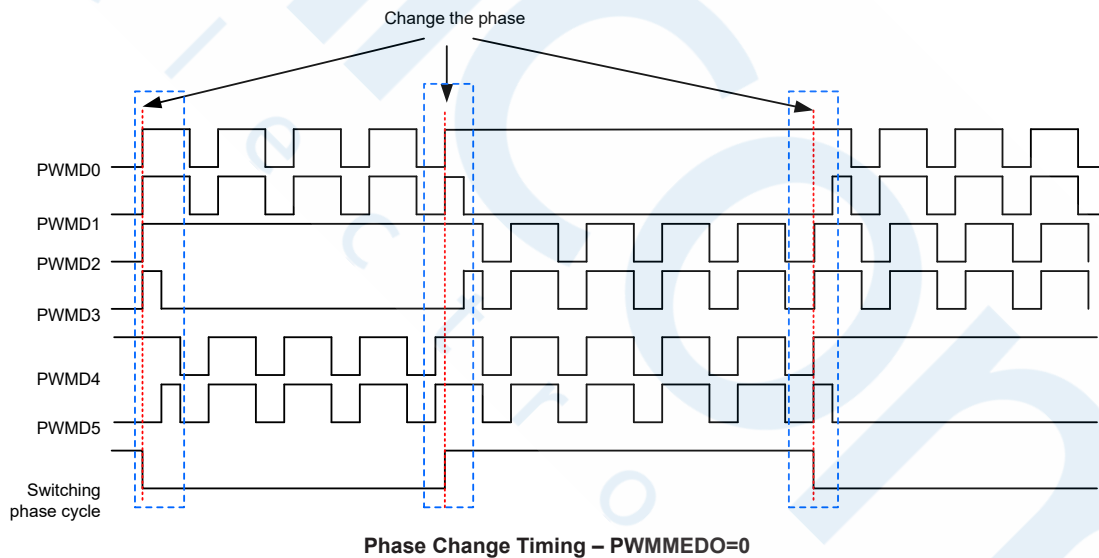 Change the phase
PWMD0
PWMD1
PWMD2
PWMD3
PWMD4
PWMD5
Switching
phase cycle
Phase Change Timing – PWMMEDO=0